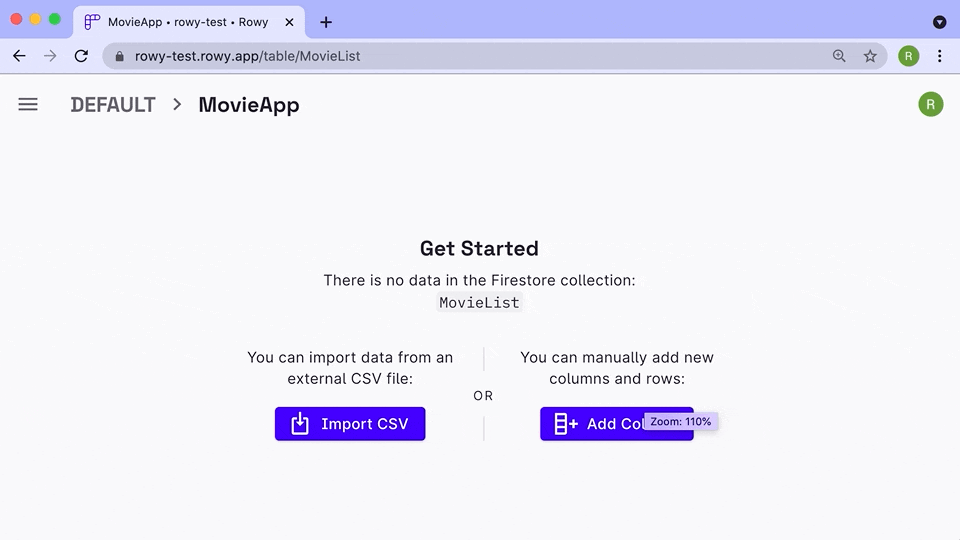 MovieApp • rowy-test • Rowy
rowy-test.rowy.app/table/MovieList
R
DEFAULT > MovieApp
R
Get Started
There is no data in the Firestore collection:
MovieList
You can import data from an
external CSV file:
Import CSV
OR
You can manually add new
columns and rows:
Add Col
Zoom: 110%